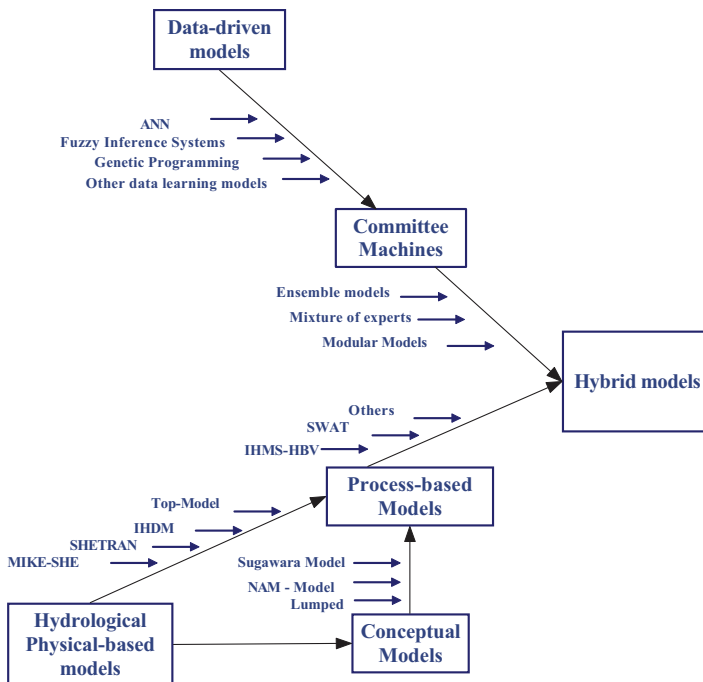 Data-driven
models
ANN
Fuzzy Inference Systems
Genetic Programming
Other data learning models
Committee
Machines
Ensemble models
Mixture of experts
Modular Models
Hybrid models
Others
SWAT
IHMS-HBV
Process-based
Models
Top-Model
IHDM
SHETRAN
MIKE-SHE
Sugawara Model
NAM - Model
Lumped
Hydrological
Physical-based
models
Conceptual
Models